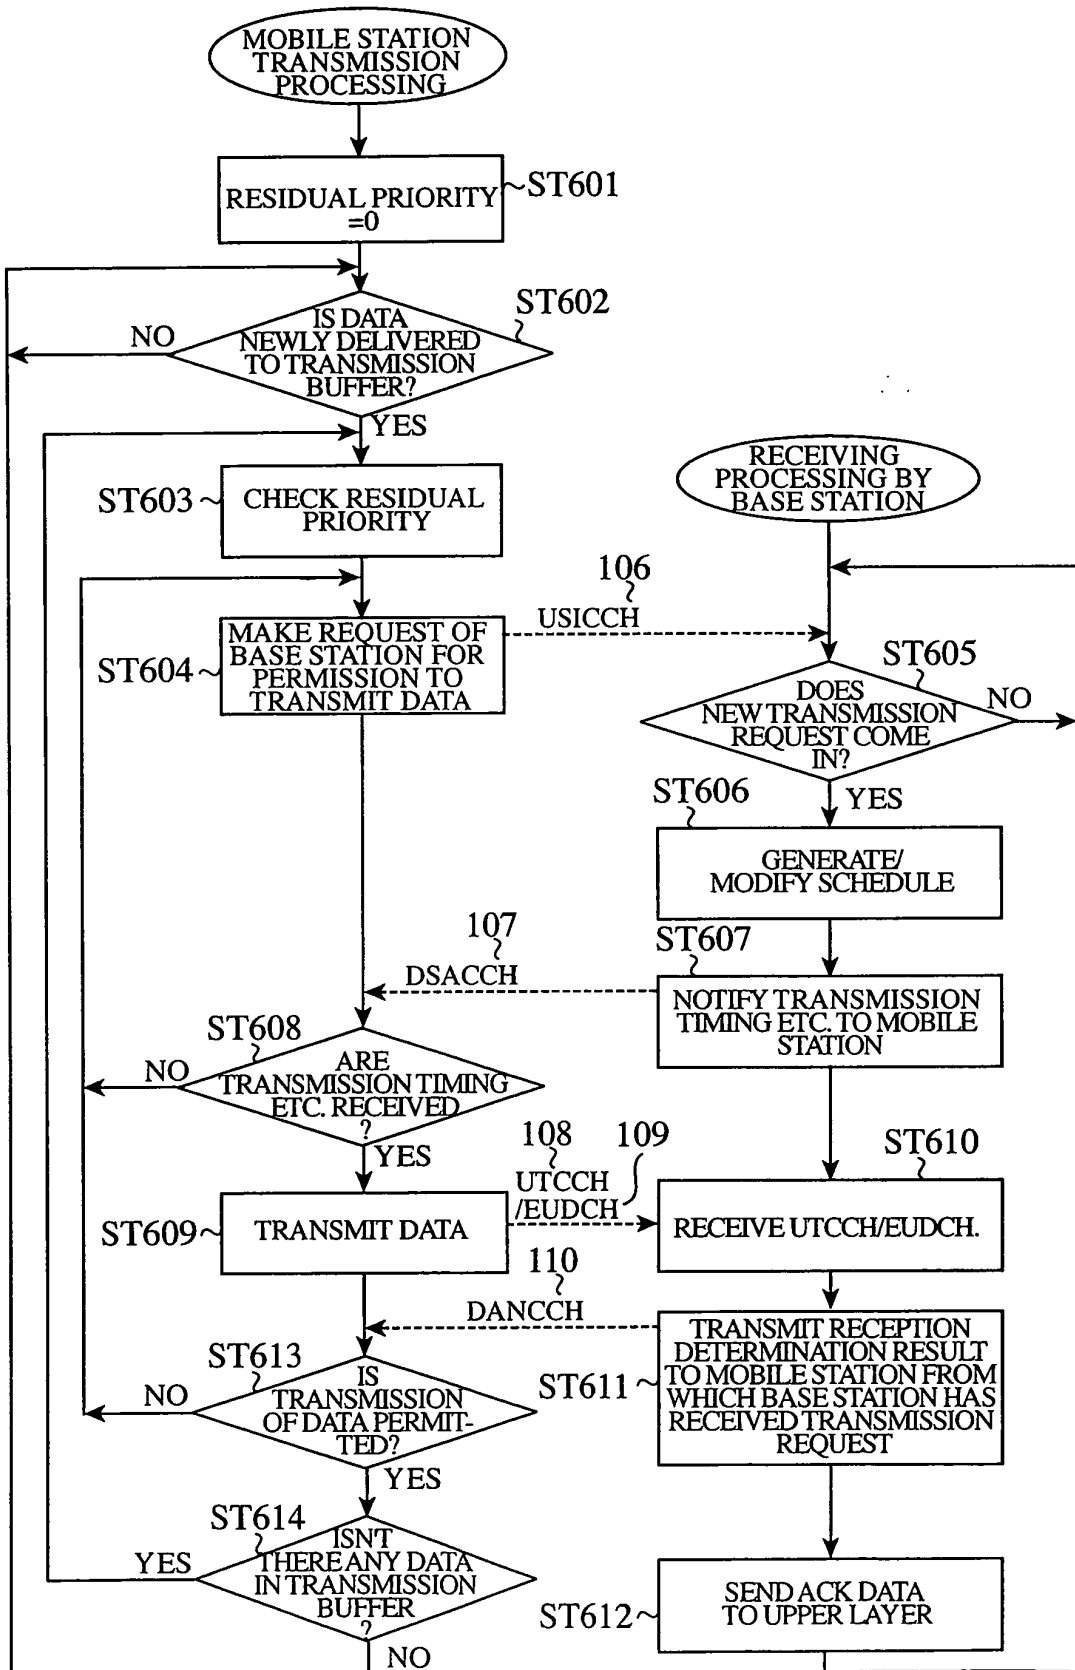 MOBILE STATION
TRANSMISSION
PROCESSING
RESIDUAL PRIORITY
=0
ST601
IS DATA
NEWLY DELIVERED
TO TRANSMISSION
BUFFER?
ST602
NO
YES
ST603
CHECK RESIDUAL
PRIORITY
RECEIVING
PROCESSING BY
BASE STATION
ST604
MAKE REQUEST OF
BASE STATION FOR
PERMISSION TO
TRANSMIT DATA
106
USICCH
ST605
DOES
NEW TRANSMISSION
REQUEST COME
IN?
NO
YES
ST606
GENERATE/
MODIFY SCHEDULE
ST607
NOTIFY TRANSMISSION
TIMING ETC. TO MOBILE
STATION
107
DSACCH
ST608
ARE
TRANSMISSION TIMING
ETC. RECEIVED
?
NO
YES
ST609
TRANSMIT DATA
108
109
UTCCH
/EUDCH
ST610
RECEIVE UTCCH/EUDCH.
110
DANCCH
ST611
TRANSMIT RECEPTION
DETERMINATION RESULT
TO MOBILE STATION FROM
WHICH BASE STATION HAS
RECEIVED TRANSMISSION
REQUEST
ST613
IS
TRANSMISSION
OF DATA PERMIT-
TED?
NO
YES
ST614
ISNT
THERE ANY DATA
IN TRANSMISSION
BUFFER
?
YES
NO
ST612
SEND ACK DATA
TO UPPER LAYER